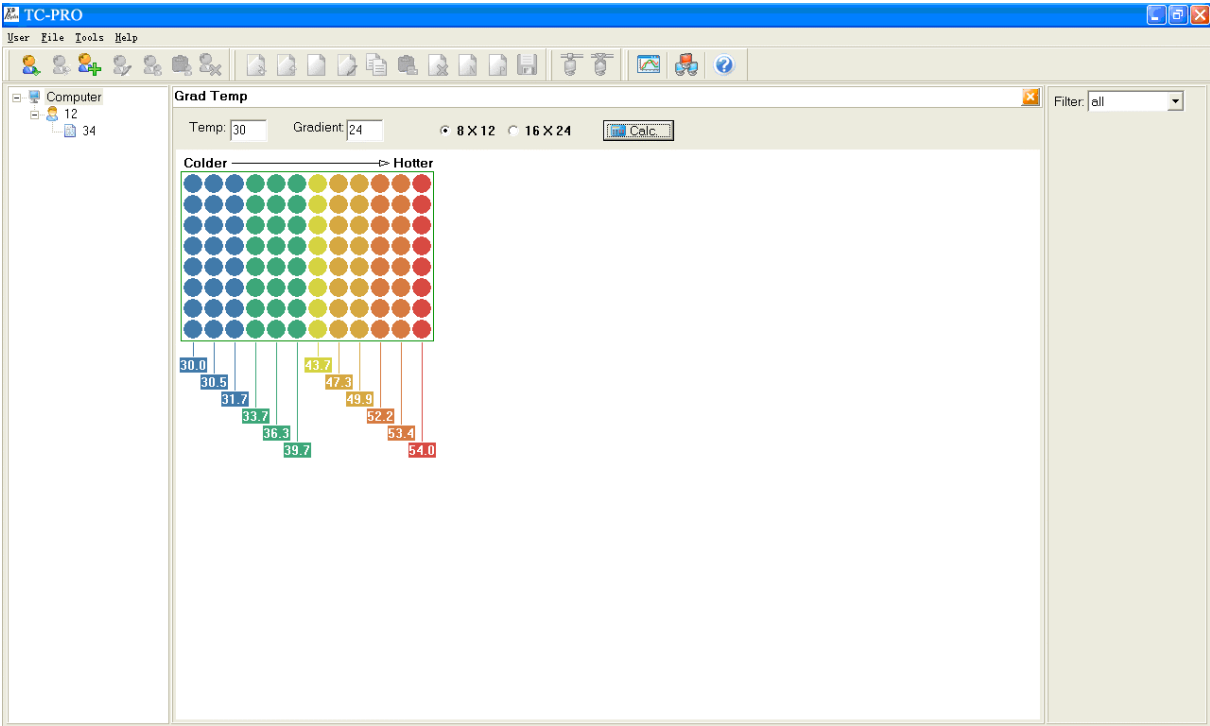 TC-PRO
User File Tools Help
Computer
12
34
Grad Temp
Temp: 30 Gradient: 24 8 X 12 16 X 24 Calc.
Colder Hotter
30.0 43.7
30.5 47.3
31.7 49.9
33.7 52.2
36.3 53.4
39.7 54.0
Filter: all